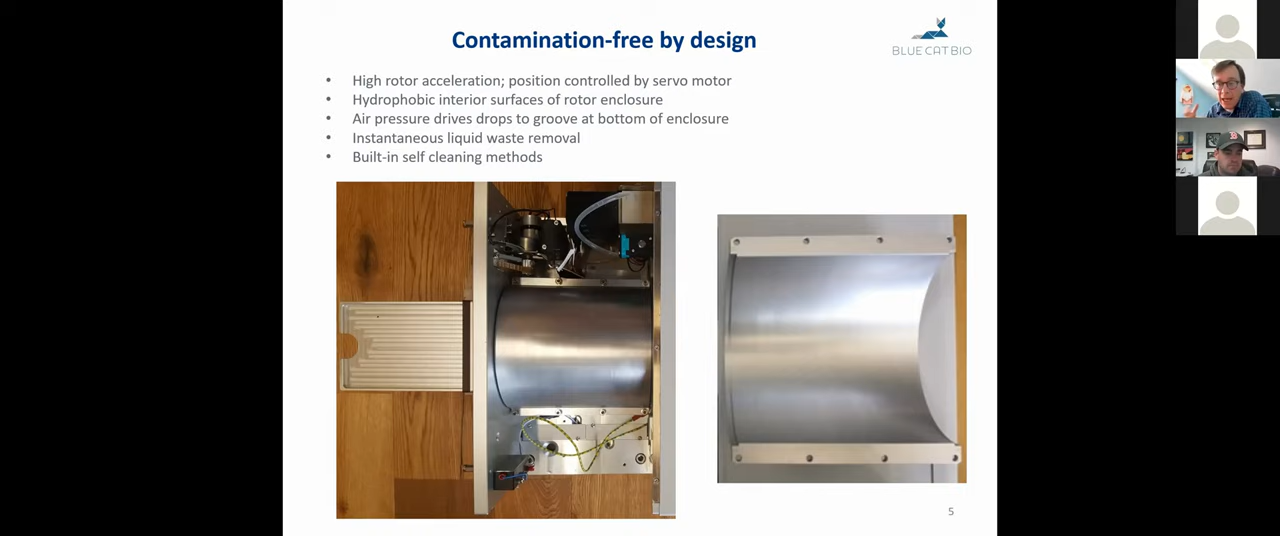 Contamination-free by design
BLUE CAT BIO
• High rotor acceleration; position controlled by servo motor
• Hydrophobic interior surfaces of rotor enclosure
• Air pressure drives drops to groove at bottom of enclosure
• Instantaneous liquid waste removal
• Built-in self cleaning methods
5